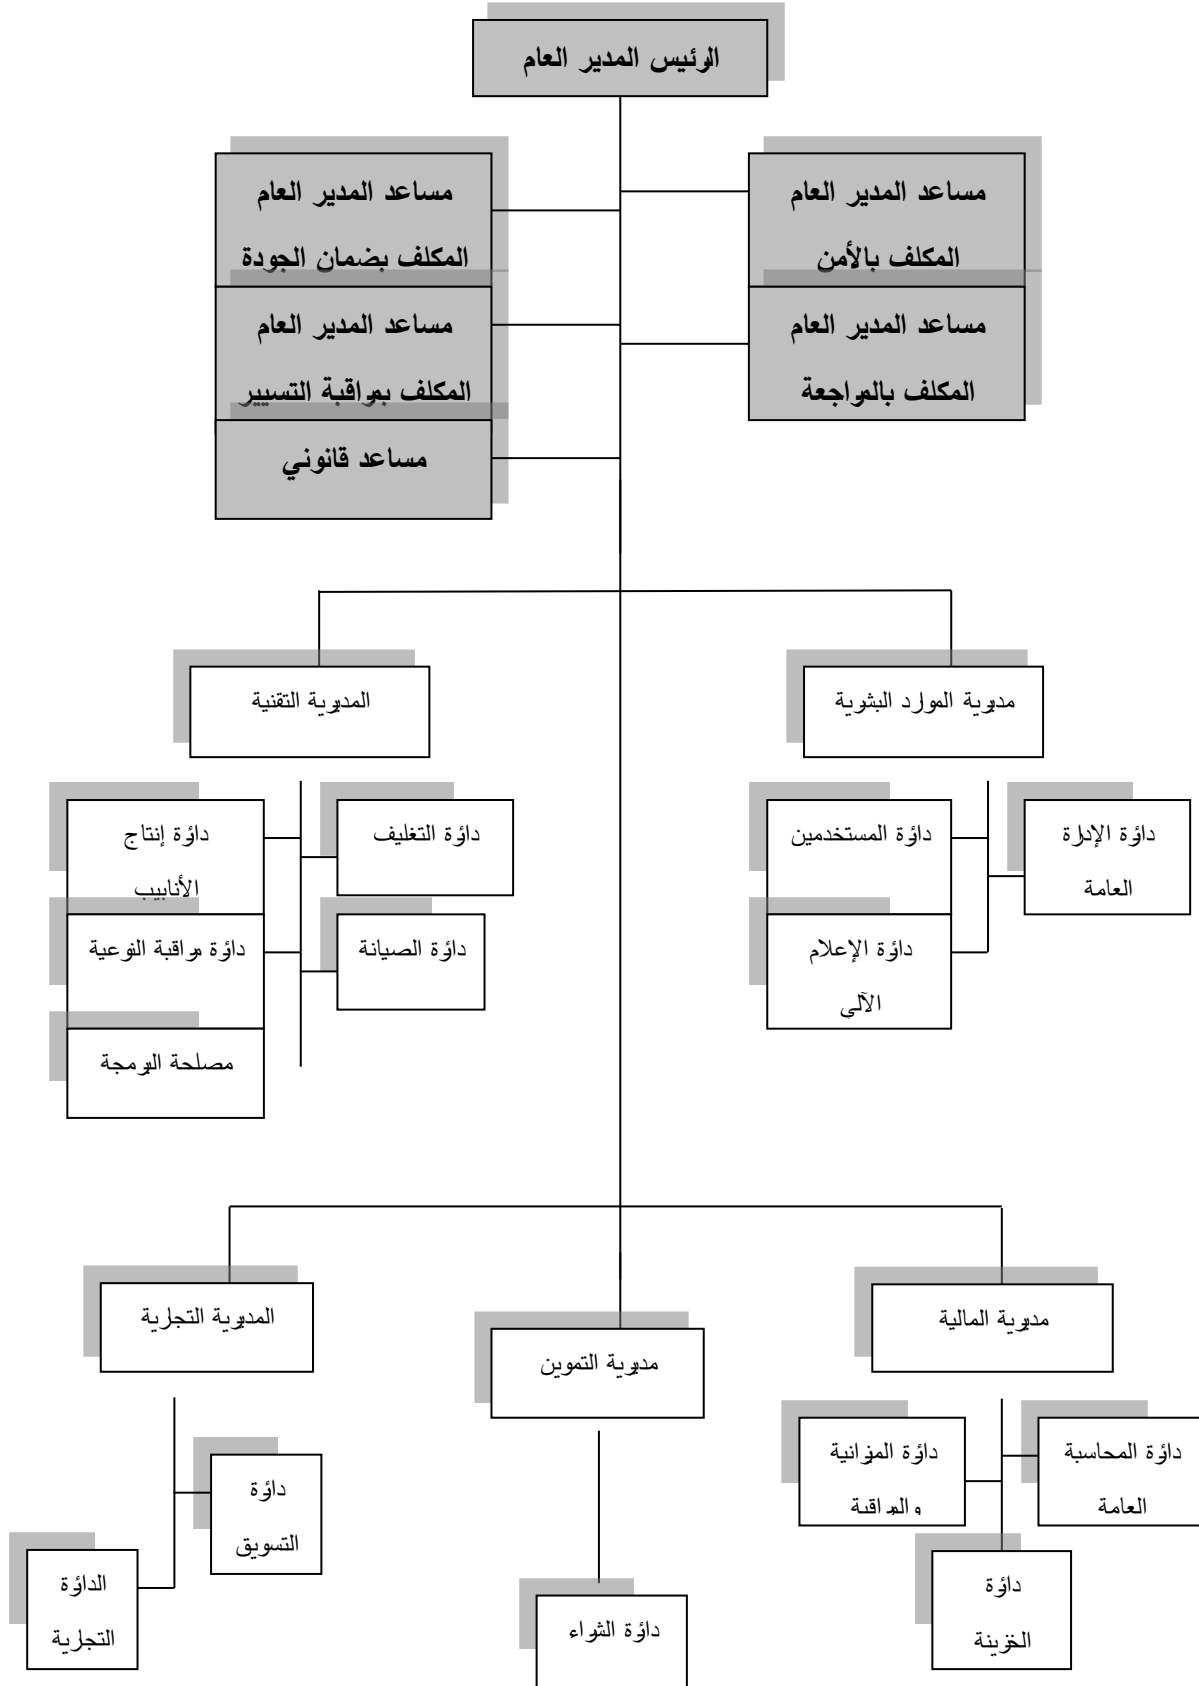 الرئيس المدير العام
مساعد المدير العام
المكلف بالأمن
مساعد المدير العام
المكلف بضمان الجودة
مساعد المدير العام
المكلف بالمراجعة
مساعد المدير العام
المكلف بمراقبة التسيير
مساعد قانوني
مديرية الموارد البشرية
المديرية التقنية
دائرة الإدارة
العامة
دائرة المستخدمين
دائرة الإعلام
الآلي
دائرة التغليف
دائرة إنتاج
الأنابيب
دائرة الصيانة
دائرة مراقبة النوعية
مصلحة البرمجة
مديرية المالية
مديرية التموين
المديرية التجارية
دائرة المحاسبة
العامة
دائرة الميزانية
والمراقبة
دائرة
الخزينة
دائرة الشراء
دائرة
التسويق
الدائرة
التجارية